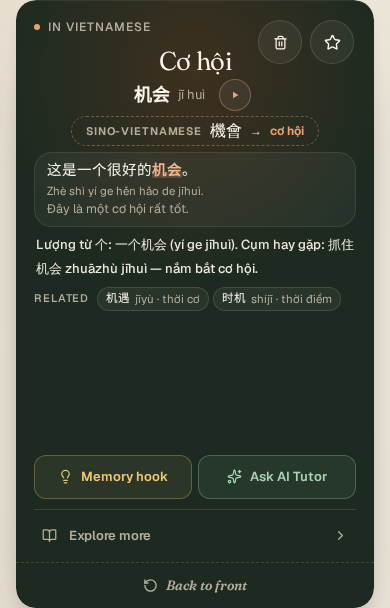 IN VIETNAMESE
Cơ hội
机会 jī huì
SINO-VIETNAMESE 機會 → cơ hội
这是一个很好的机会。
Zhè shì yí ge hěn hǎo de jīhuì.
Đây là một cơ hội rất tốt.
Lượng từ 个: 一个机会 (yí ge jīhuì). Cụm hay gặp: 抓住
机会 zhuāzhù jīhuì — nắm bắt cơ hội.
RELATED 机遇 jīyù · thời cơ 时机 shíjī · thời điểm
Memory hook Ask AI Tutor
Explore more
Back to front